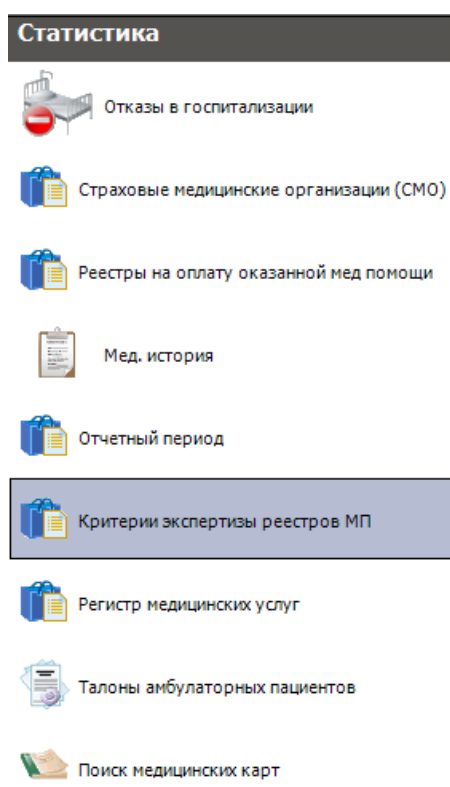 Статистика
Отказы в госпитализации
Страховые медицинские организации (СМО)
Реестры на оплату оказанной мед помощи
Мед. история
Отчетный период
Критерии экспертизы реестров МП
Регистр медицинских услуг
Талоны амбулаторных пациентов
Поиск медицинских карт